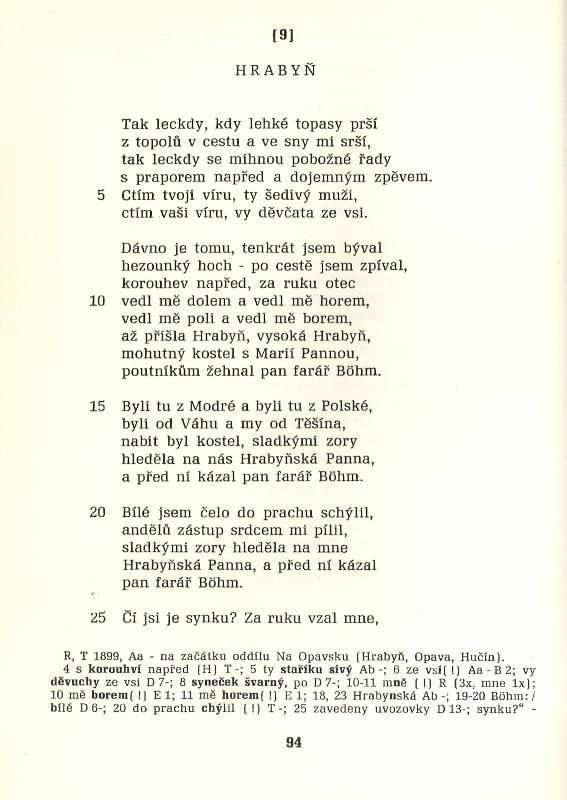 [9]
HRABYŇ
Tak leckdy, kdy lehké topasy prší
z topolů v cestu a ve sny mi srší,
tak leckdy se mihnou pobožné řady
s praporem napřed a dojemným zpěvem.
5 Ctím tvoji víru, ty šedivý muži,
ctím vaši víru, vy děvčata ze vsi.
Dávno je tomu, tenkrát jsem býval
hezounký hoch - po cestě jsem zpíval,
korouhev napřed, za ruku otec
10 vedl mě dolem a vedl mě horem,
vedl mě poli a vedl mě borem,
až přišla Hrabyň, vysoká Hrabyň,
mohutný kostel s Marií Pannou,
poutníkům žehnal pan farář Böhm.
15 Byli tu z Modré a byli tu z Polské,
byli od Váhu a my od Těšína,
nabit byl kostel, sladkými zory
hleděla na nás Hrabyňská Panna,
a před ní kázal pan farář Böhm.
20 Bílé jsem čelo do prachu schýlil,
andělů zástup srdcem mi pílil,
sladkými zory hleděla na mne
Hrabyňská Panna, a před ní kázal
pan farář Böhm.
25 Čí jsi je synku? Za ruku vzal mne,
R, T 1899, Aa - na začátku oddílu Na Opavsku (Hrabyň, Opava, Hučín).
4 s korouhví napřed (H) T -; 5 ty staříku sivý Ab -; 6 ze vsí(!) Aa - B 2; vy
děvuchy ze vsi D 7-; 8 syneček švarný, po D 7-; 10-11 mně (!) R (3x, mne 1x);
10 mě borem(!) E 1; 11 mě horem(!) E 1; 18, 23 Hrabynská Ab -; 19-20 Böhm: /
bílé D 6-; 20 do prachu chýlil (!) T -; 25 zavedeny uvozovky D 13-; synku?“ -
94